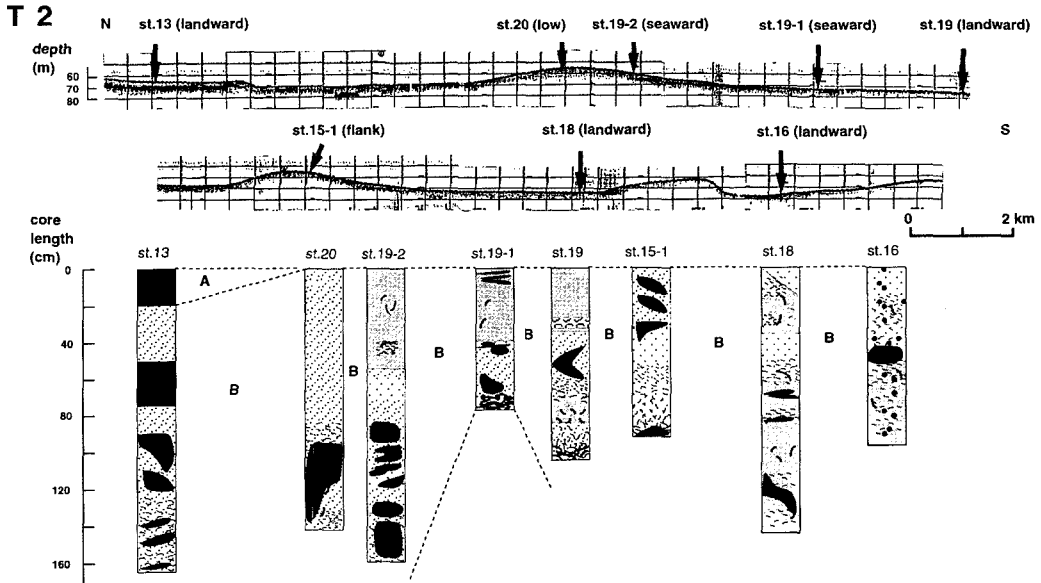 T 2
N st.13 (landward) st.20 (low) st.19-2 (seaward) st.19-1 (seaward) st.19 (landward)
depth
(m)
60
70
80
st.15-1 (flank) st.18 (landward) st.16 (landward) S
0 2 km
core
length
(cm)
st.13 st.20 st.19-2 st.19-1 st.19 st.15-1 st.18 st.16
0
A
40
B B B B B B B
80
120
160